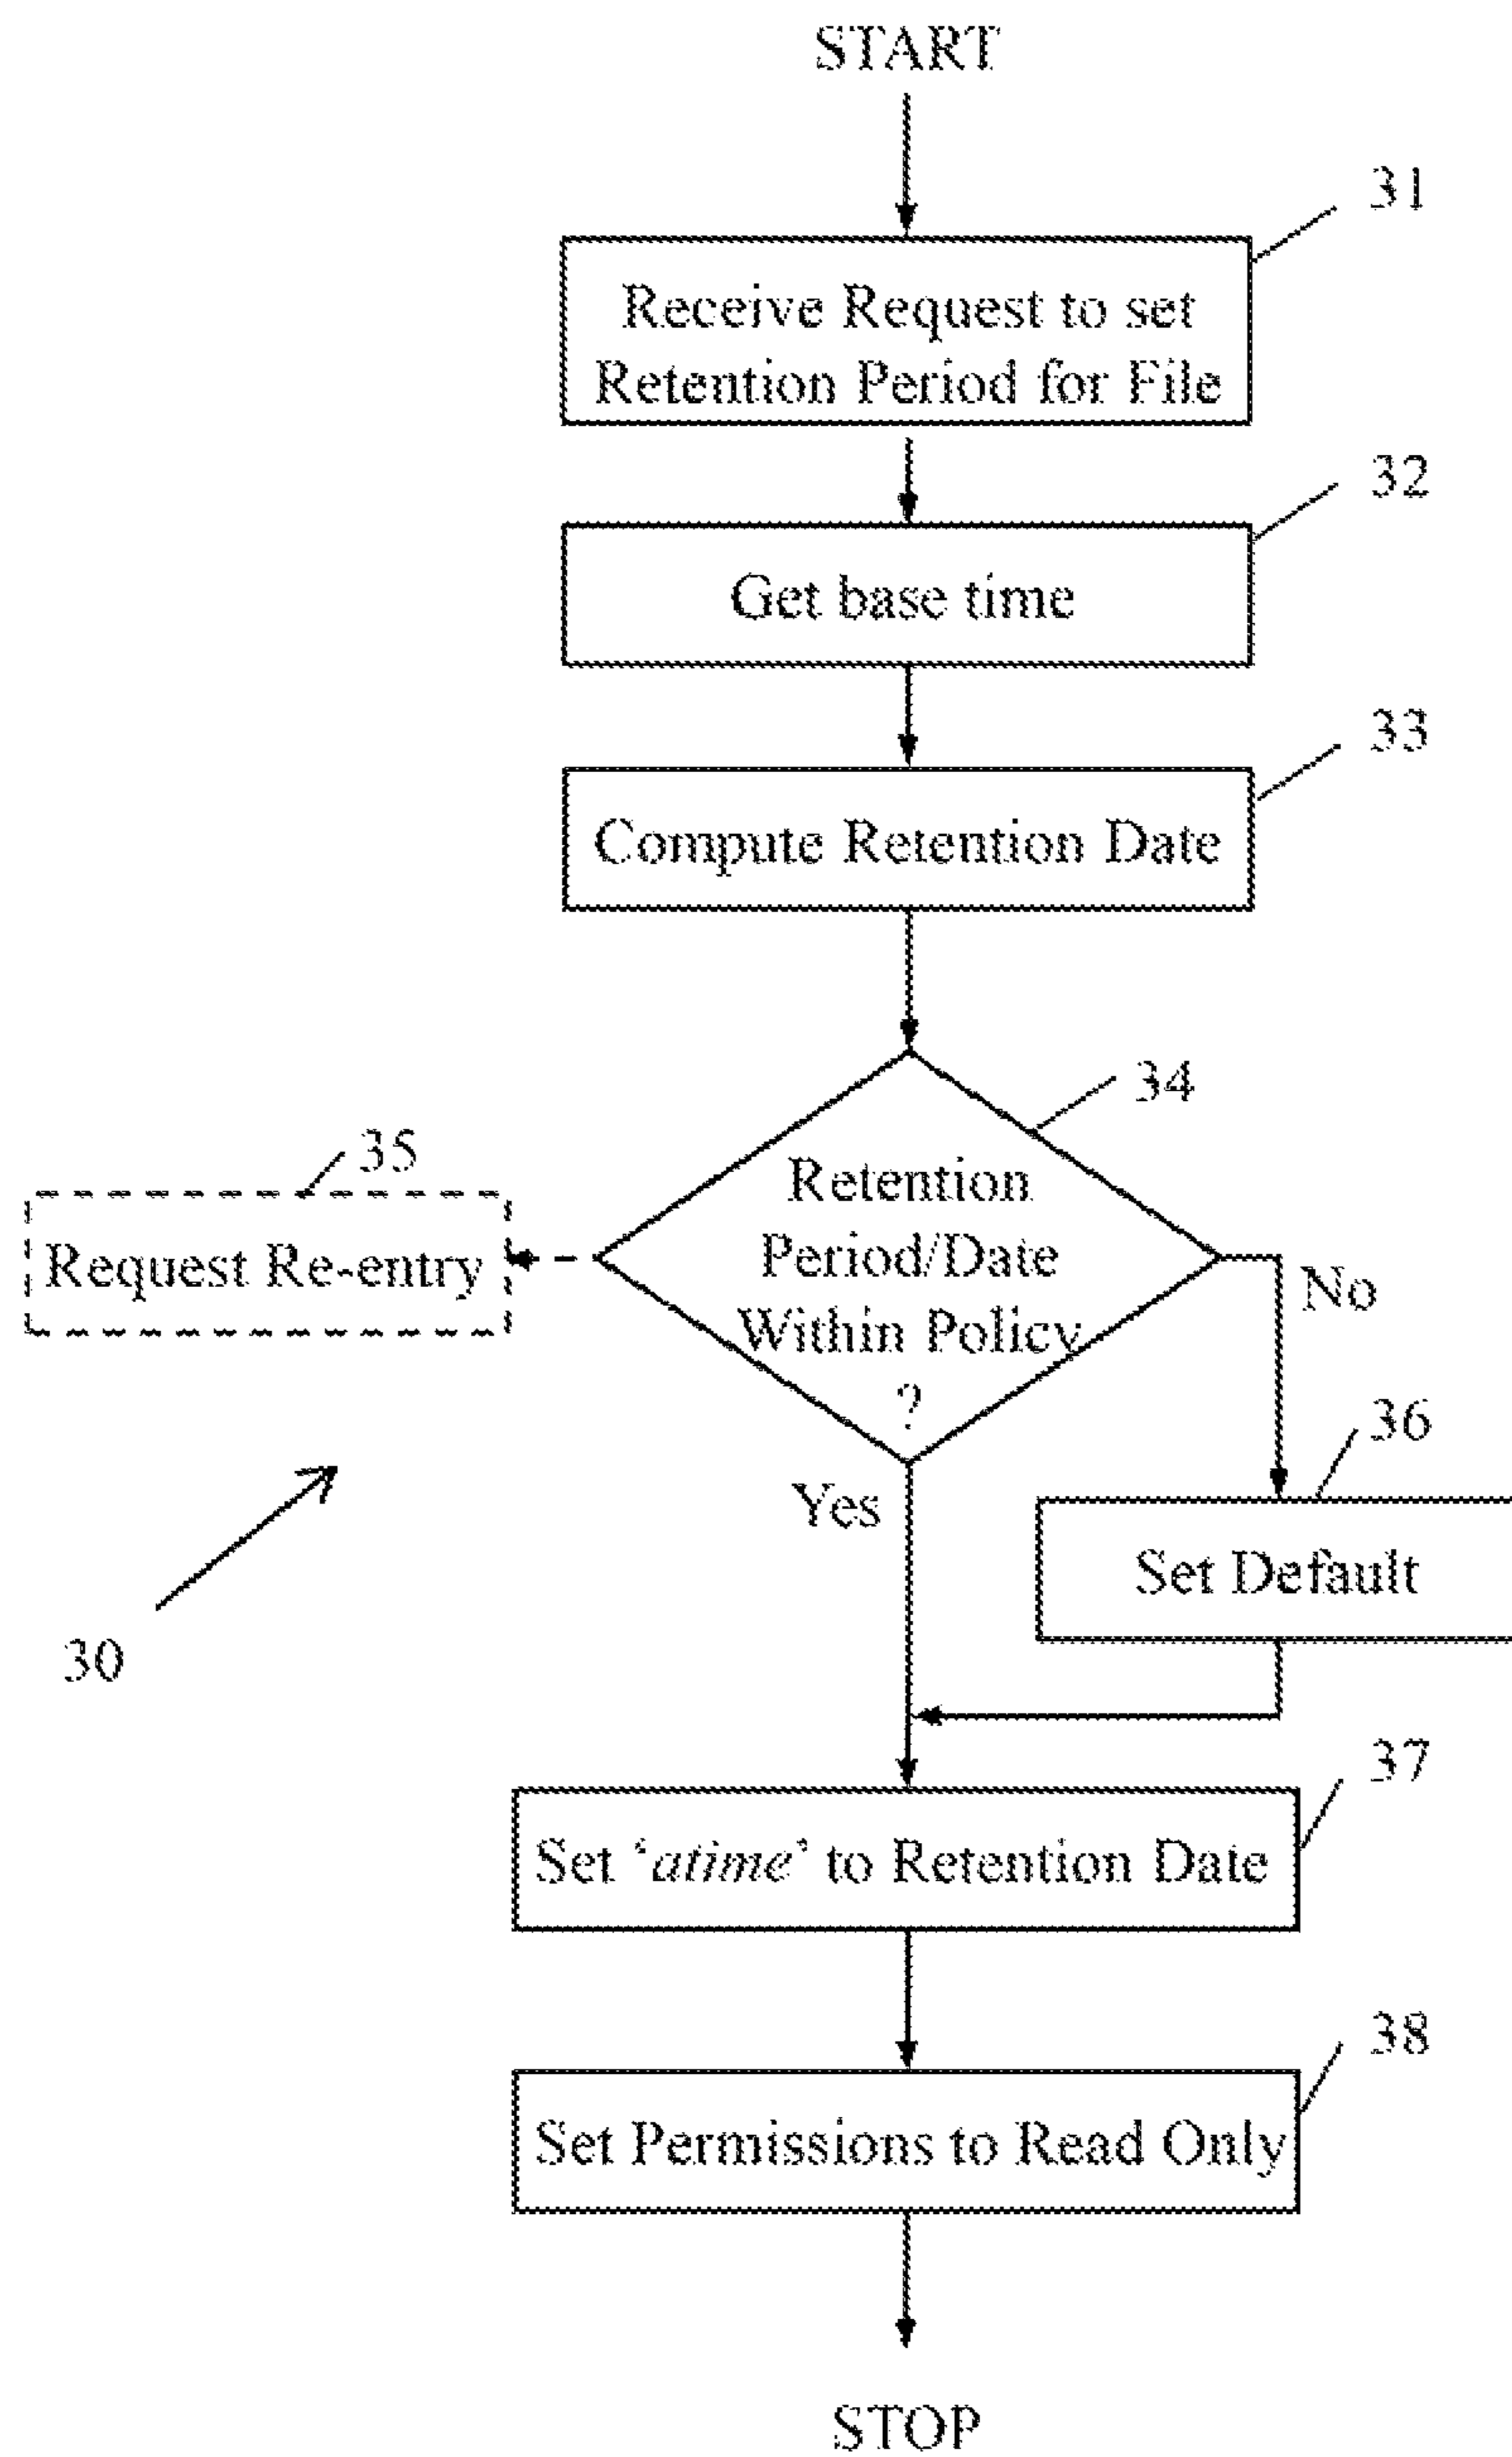 START
31
Receive Request to set
Retention Period for File
32
Get base time
33
Compute Retention Date
34
Retention
Period/Date
Within Policy
?
35
Request Re-entry
No
Yes
36
Set Default
30
37
Set ‘atime’ to Retention Date
38
Set Permissions to Read Only
STOP